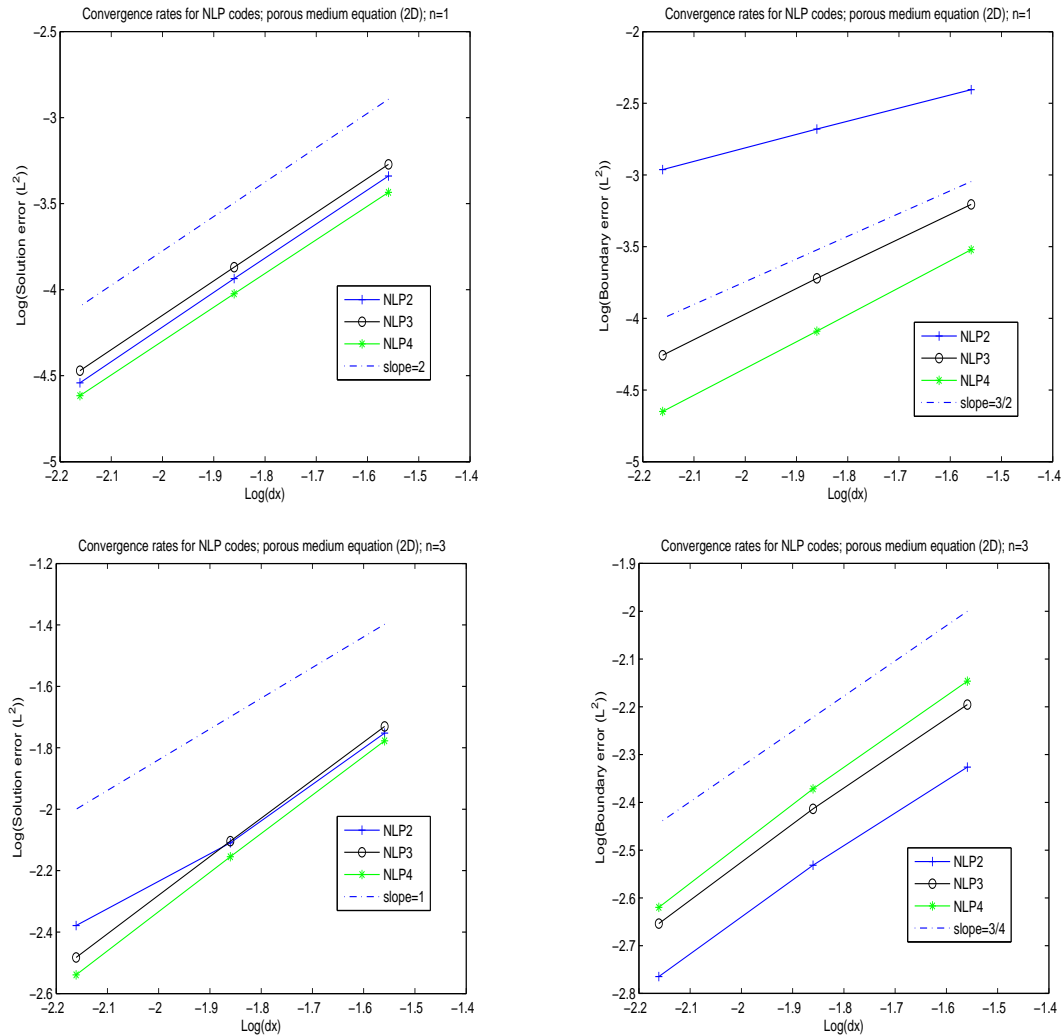 Convergence rates for NLP codes; porous medium equation (2D); n=1
−2.5
−3
−3.5
−4
−4.5
−5
Log(Solution error (L²))
NLP2
NLP3
NLP4
slope=2
−2.2 −2.1 −2 −1.9 −1.8 −1.7 −1.6 −1.5 −1.4
Log(dx)
Convergence rates for NLP codes; porous medium equation (2D); n=1
−2
−2.5
−3
−3.5
−4
−4.5
−5
Log(Boundary error (L²))
NLP2
NLP3
NLP4
slope=3/2
−2.2 −2.1 −2 −1.9 −1.8 −1.7 −1.6 −1.5 −1.4
Log(dx)
Convergence rates for NLP codes; porous medium equation (2D); n=3
−1.2
−1.4
−1.6
−1.8
−2
−2.2
−2.4
−2.6
Log(Solution error (L²))
NLP2
NLP3
NLP4
slope=1
−2.2 −2.1 −2 −1.9 −1.8 −1.7 −1.6 −1.5 −1.4
Log(dx)
Convergence rates for NLP codes; porous medium equation (2D); n=3
−1.9
−2
−2.1
−2.2
−2.3
−2.4
−2.5
−2.6
−2.7
−2.8
Log(Boundary error (L²))
NLP2
NLP3
NLP4
slope=3/4
−2.2 −2.1 −2 −1.9 −1.8 −1.7 −1.6 −1.5 −1.4
Log(dx)